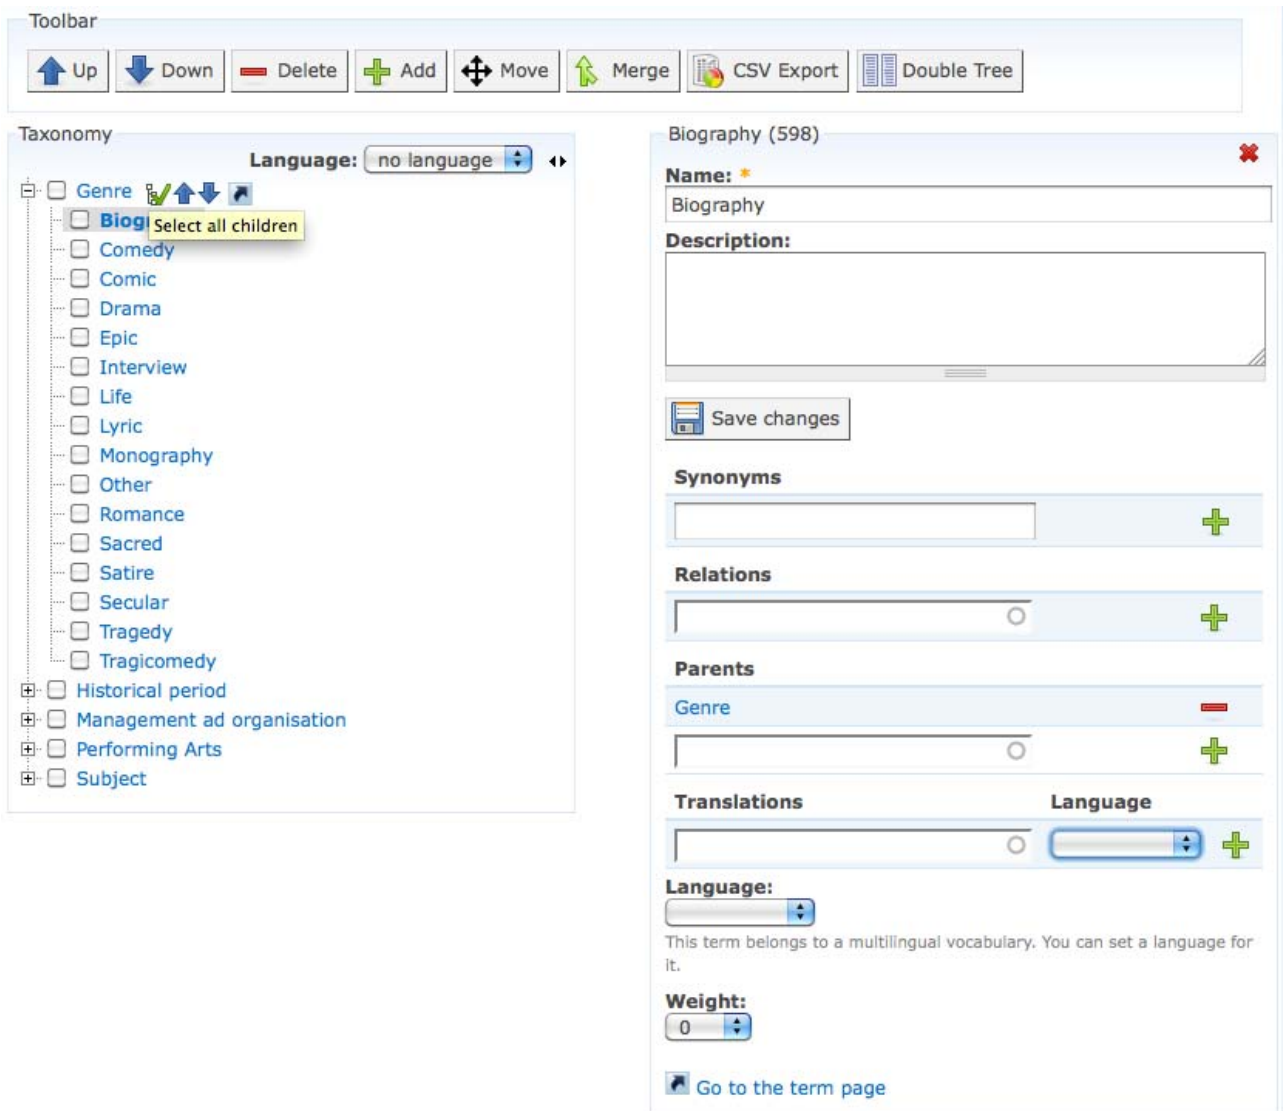 Toolbar
Up Down Delete Add Move Merge CSV Export Double Tree
Taxonomy
Language: no language
Genre
Select all children
Biog
Comedy
Comic
Drama
Epic
Interview
Life
Lyric
Monography
Other
Romance
Sacred
Satire
Secular
Tragedy
Tragicomedy
Historical period
Management ad organisation
Performing Arts
Subject
Biography (598)
Name: *
Biography
Description:
Save changes
Synonyms
Relations
Parents
Genre
Translations Language
Language:
This term belongs to a multilingual vocabulary. You can set a language for
it.
Weight:
0
Go to the term page